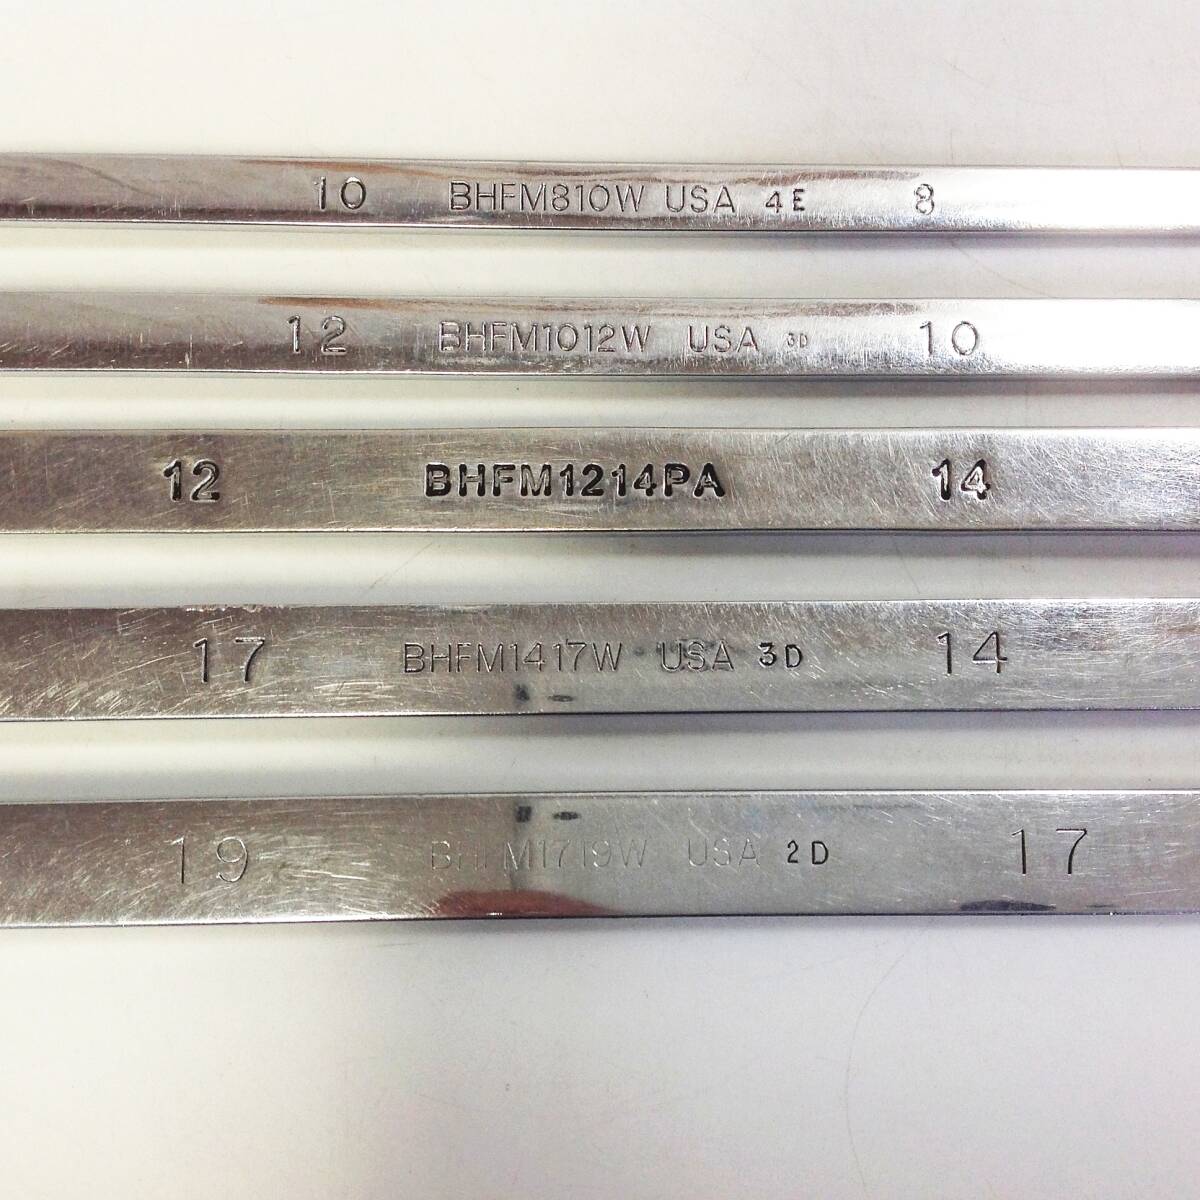 10 BHFM810W USA 4E 8
12 BHFM1012W USA 3D 10
12 BHFM1214PA 14
17 BHFM1417W USA 3D 14
19 BHFM1719W USA 2D 17